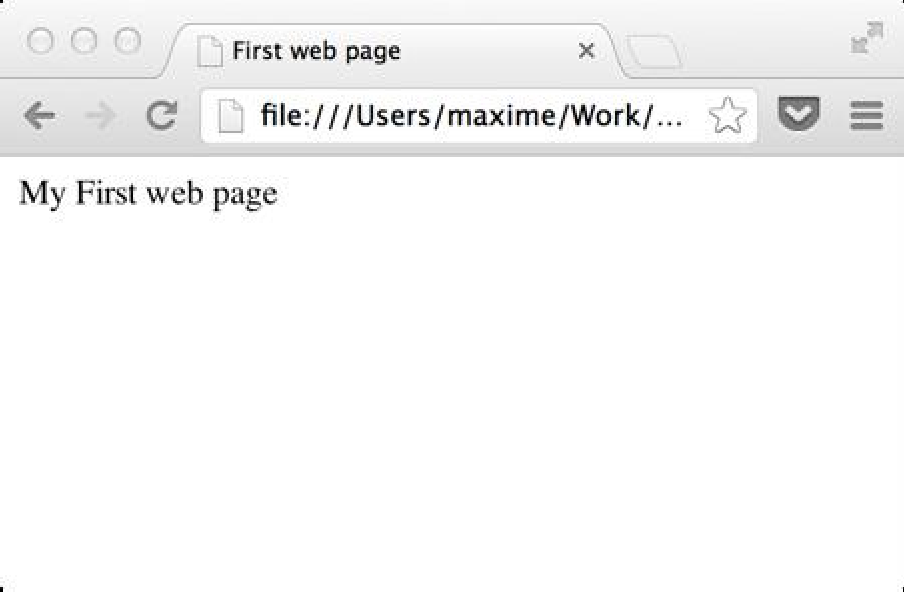 First web page
file:///Users/maxime/Work/...
My First web page